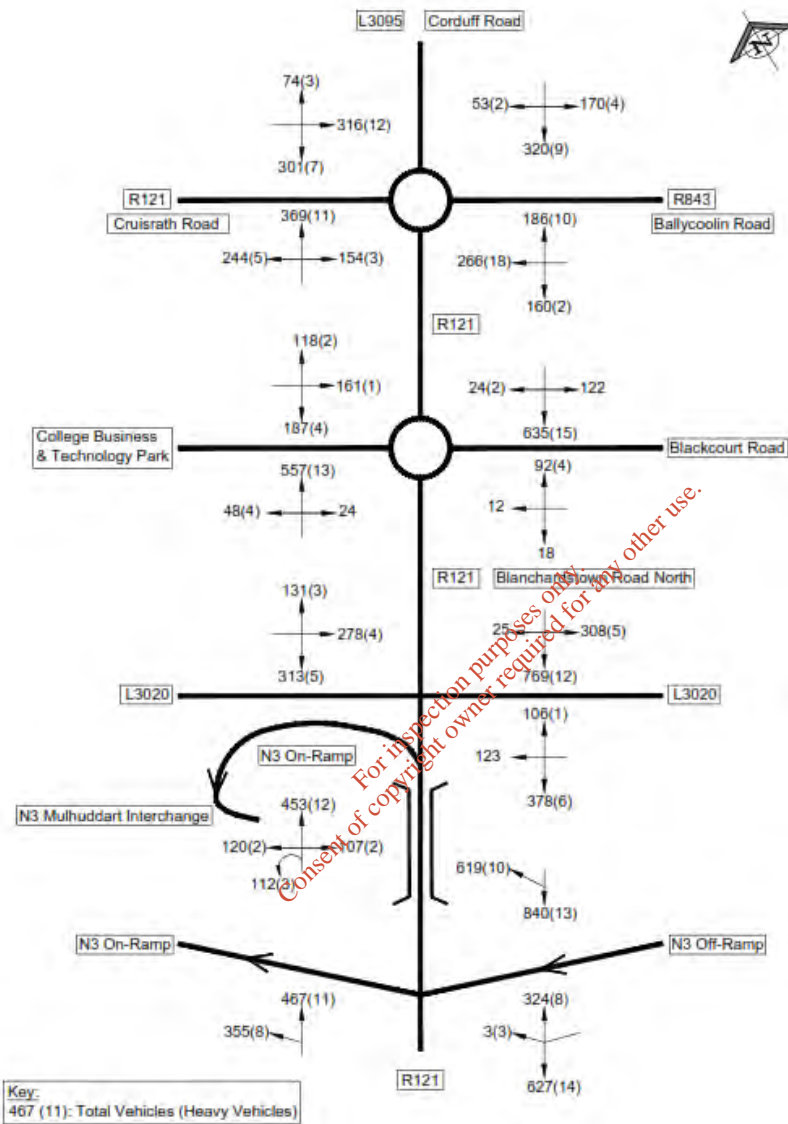 L3095 Corduff Road
N
74(3)
316(12)
301(7)
53(2) 170(4)
320(9)
R121
Cruisrath Road
R843
Ballycoolin Road
369(11)
244(5) 154(3)
186(10)
266(18)
160(2)
R121
118(2)
161(1)
187(4)
24(2) 122
635(15)
College Business
& Technology Park
Blackcourt Road
557(13)
48(4) 24
92(4)
12
18
R121 Blanchardstown Road North
131(3)
278(4)
313(5)
25 308(5)
769(12)
L3020
L3020
106(1)
123
378(6)
N3 On-Ramp
N3 Mulhuddart Interchange
453(12)
120(2) 107(2)
112(3)
619(10)
840(13)
N3 On-Ramp
N3 Off-Ramp
467(11)
355(8)
324(8)
3(3)
627(14)
R121
Key:
467 (11): Total Vehicles (Heavy Vehicles)
For inspection purposes only.
Consent of copyright owner required for any other use.